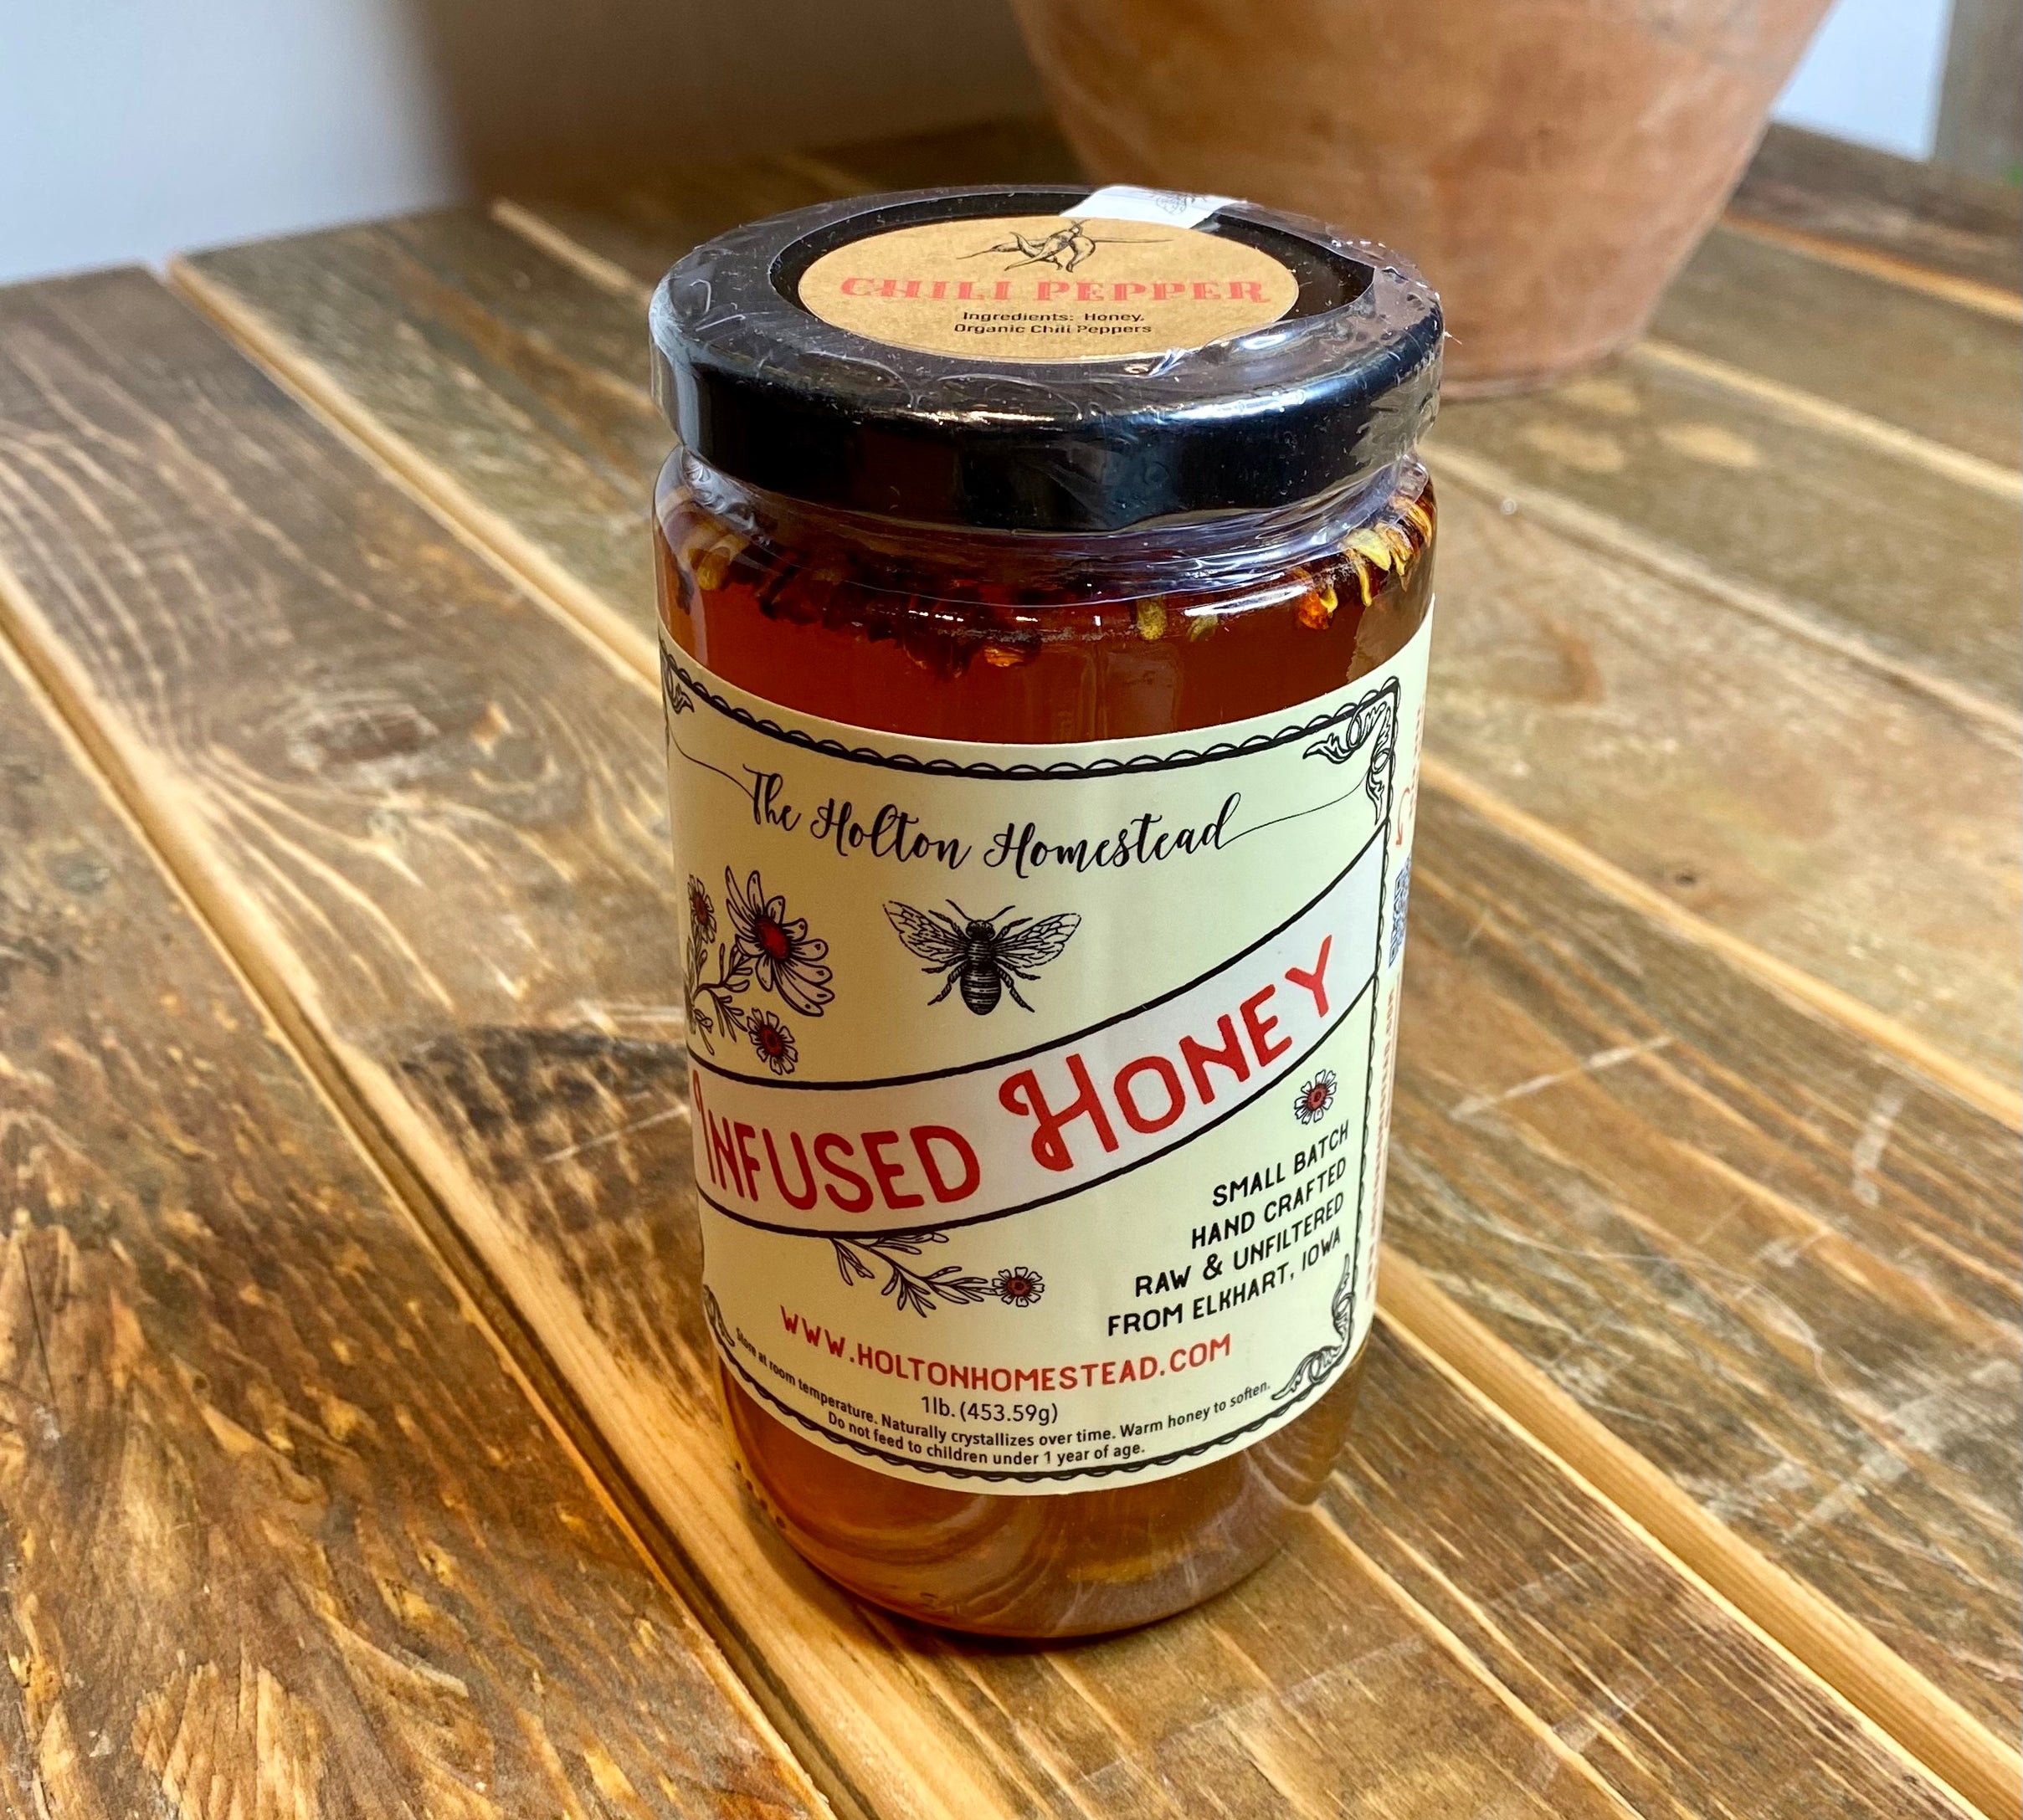 CHILI PEPPER
Ingredients: Honey,
Organic Chili Peppers
The Holton Homestead
INFUSED HONEY
SMALL BATCH
HAND CRAFTED
RAW & UNFILTERED
FROM ELKHART, IOWA
WWW.HOLTONHOMESTEAD.COM
1lb. (453.59g)
Store at room temperature. Naturally crystallizes over time. Warm honey to soften.
Do not feed to children under 1 year of age.